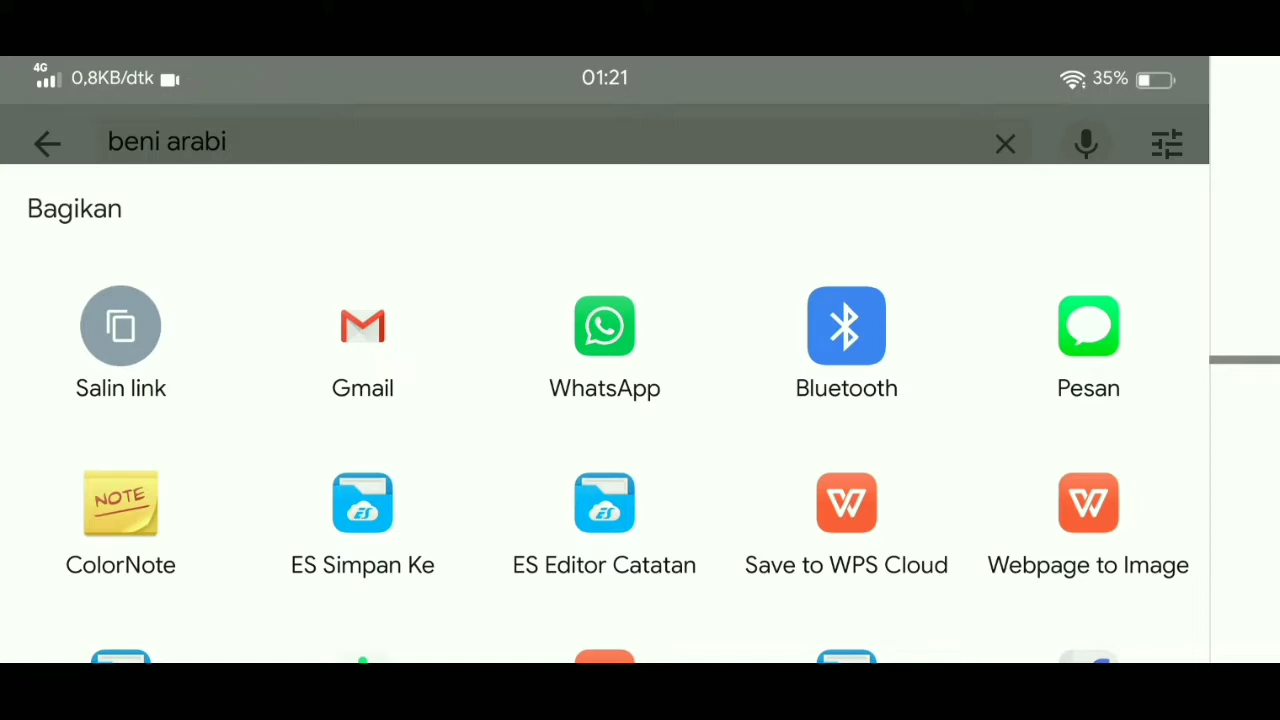 4G 0,8KB/dtk 01:21 35%
beni arabi
Bagikan
Salin link Gmail WhatsApp Bluetooth Pesan
NOTE
ColorNote ES Simpan Ke ES Editor Catatan Save to WPS Cloud Webpage to Image